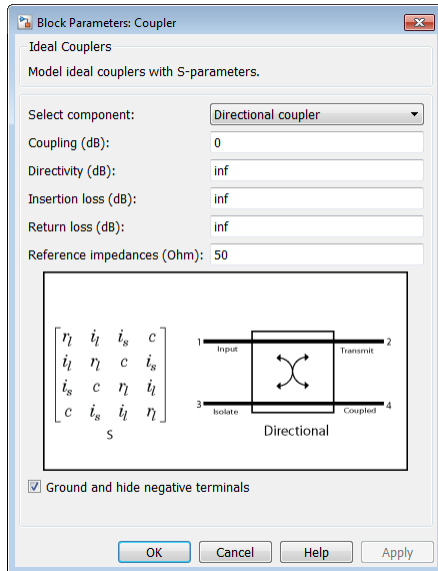 Block Parameters: Coupler
Ideal Couplers
Model ideal couplers with S-parameters.
Select component: Directional coupler
Coupling (dB): 0
Directivity (dB): inf
Insertion loss (dB): inf
Return loss (dB): inf
Reference impedances (Ohm): 50
r_l i_l i_s c
i_l r_l c i_s
i_s c r_l i_l
c i_s i_l r_l
S
1 Input Transmit 2
3 Isolate Coupled 4
Directional
Ground and hide negative terminals
OK Cancel Help Apply